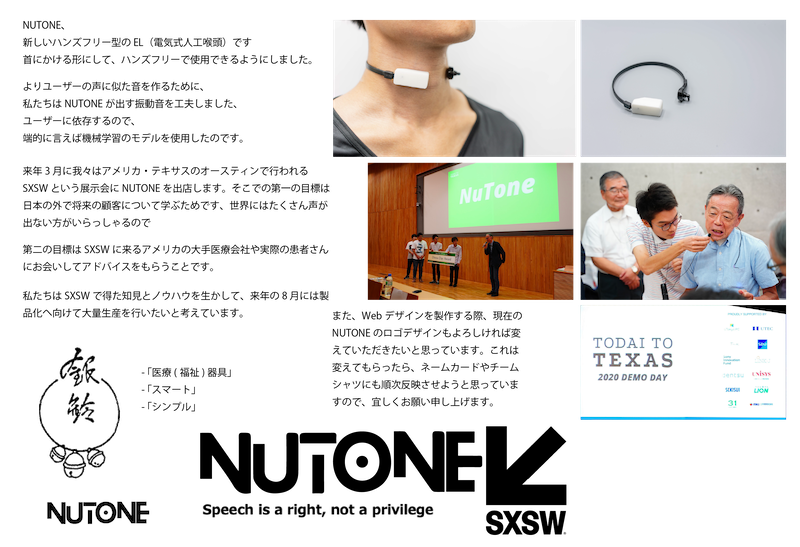 NUTONE、
新しいハンズフリー型の EL（電気式人工喉頭）です
首にかける形にして、ハンズフリーで使用できるようにしました。
よりユーザーの声に似た音を作るために、
私たちは NUTONE が出す振動音を工夫しました、
ユーザーに依存するので、
端的に言えば機械学習のモデルを使用したのです。
来年 3 月に我々はアメリカ・テキサスのオースティンで行われる
SXSW という展示会に NUTONE を出店します。そこでの第一の目標は
日本の外で将来の顧客について学ぶためです、世界にはたくさん声が
出ない方がいらっしゃるので
第二の目標は SXSW に来るアメリカの大手医療会社や実際の患者さん
にお会いしてアドバイスをもらうことです。
私たちは SXSW で得た知見とノウハウを生かして、来年の 8 月には製
品化へ向けて大量生産を行いたいと考えています。
NuTone
また、Web デザインを製作する際、現在の
NUTONE のロゴデザインもよろしければ変
えていただきたいと思っています。これは
変えてもらったら、ネームカードやチーム
シャツにも順次反映させようと思っていま
すので、宜しくお願い申し上げます。
TODAI TO
TEXAS
2020 DEMO DAY
PROJECT SUPPORTED BY
UNISYS
LION
31
銀
鈴
-「医療 ( 福祉 ) 器具」
-「スマート」
-「シンプル」
NUTONE
NUTONE
Speech is a right, not a privilege
SXSW